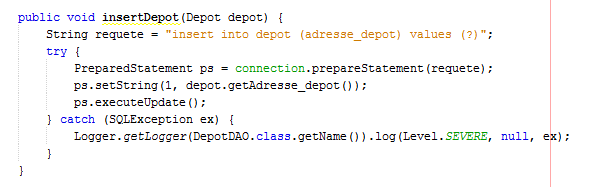 public void insertDepot(Depot depot) {
    String requete = "insert into depot (adresse_depot) values (?)";
    try {
        PreparedStatement ps = connection.prepareStatement(requete);
        ps.setString(1, depot.getAdresse_depot());
        ps.executeUpdate();
    } catch (SQLException ex) {
        Logger.getLogger(DepotDAO.class.getName()).log(Level.SEVERE, null, ex);
    }
}